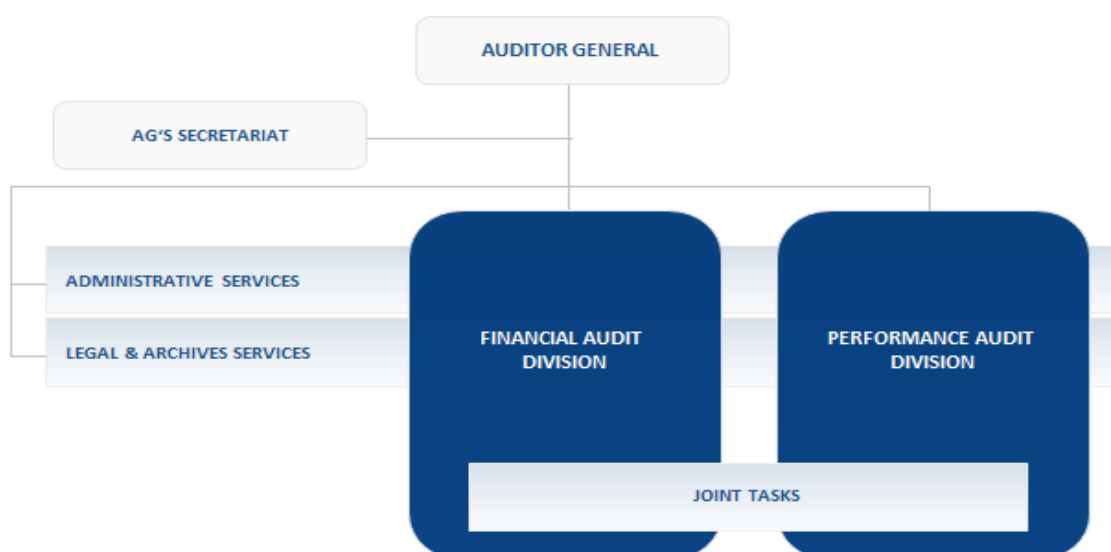 AUDITOR GENERAL
AG‘S SECRETARIAT
ADMINISTRATIVE SERVICES
LEGAL & ARCHIVES SERVICES
FINANCIAL AUDIT
DIVISION
PERFORMANCE AUDIT
DIVISION
JOINT TASKS